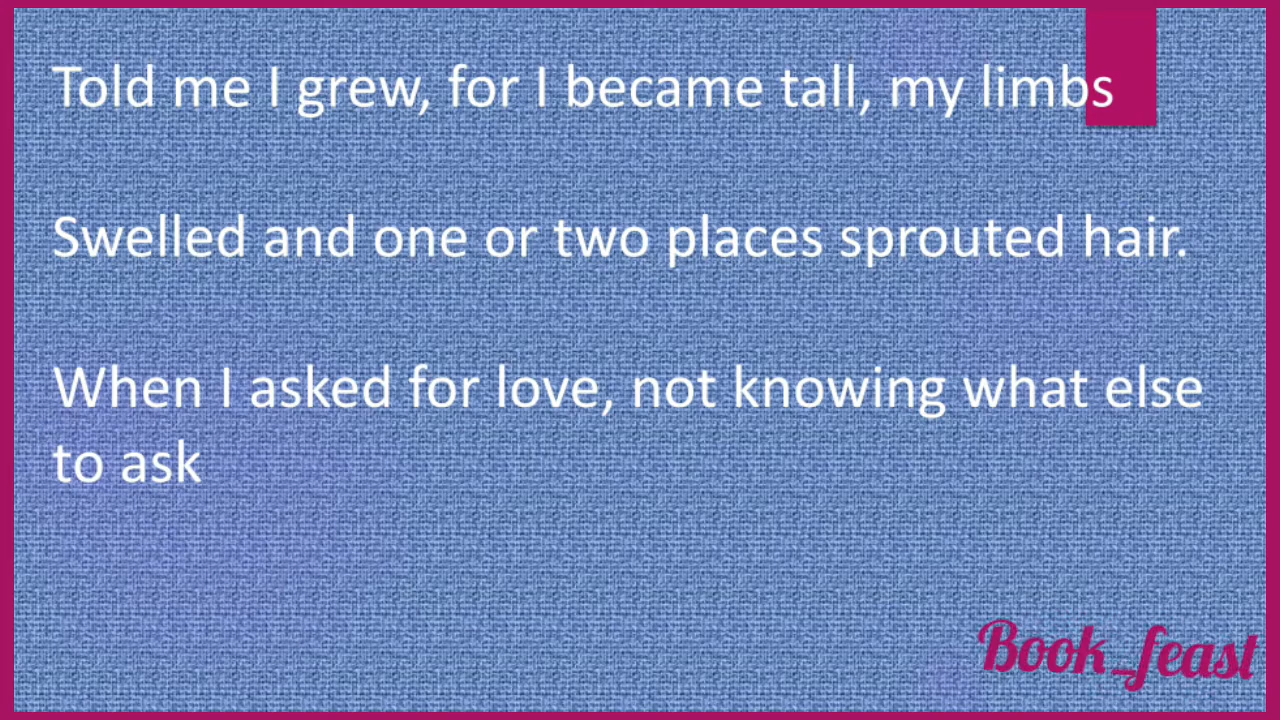 Told me I grew, for I became tall, my limbs
Swelled and one or two places sprouted hair.
When I asked for love, not knowing what else
to ask
Book_feast